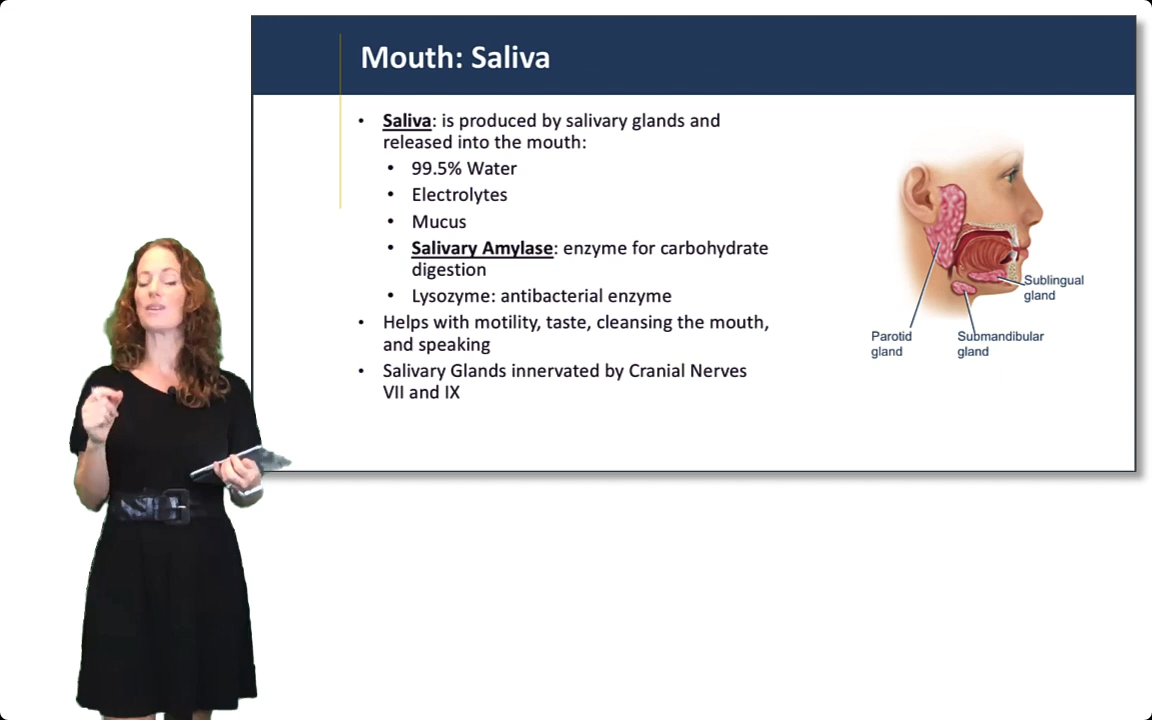 Mouth: Saliva
• Saliva: is produced by salivary glands and
released into the mouth:
• 99.5% Water
• Electrolytes
• Mucus
• Salivary Amylase: enzyme for carbohydrate
digestion
• Lysozyme: antibacterial enzyme
• Helps with motility, taste, cleansing the mouth,
and speaking
• Salivary Glands innervated by Cranial Nerves
VII and IX
Sublingual
gland
Parotid
gland
Submandibular
gland